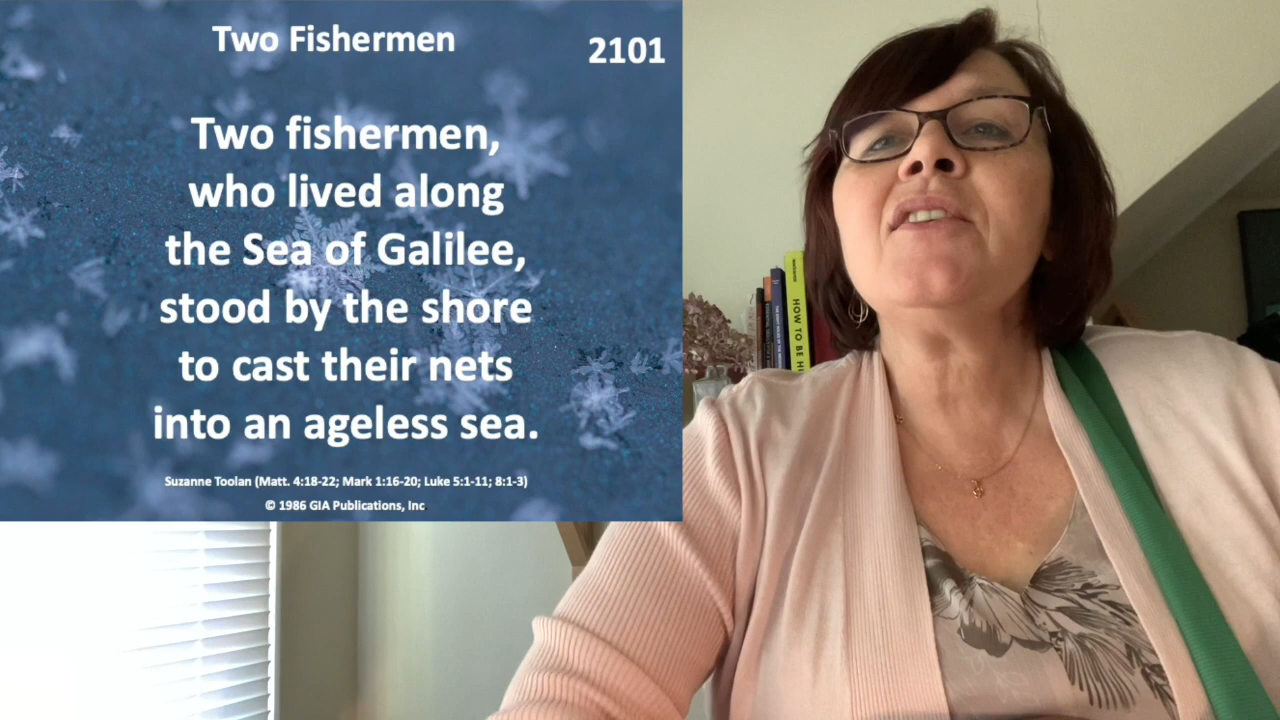 Two Fishermen
2101
Two fishermen,
who lived along
the Sea of Galilee,
stood by the shore
to cast their nets
into an ageless sea.
Suzanne Toolan (Matt. 4:18-22; Mark 1:16-20; Luke 5:1-11; 8:1-3)
© 1986 GIA Publications, Inc.
HOW TO BE